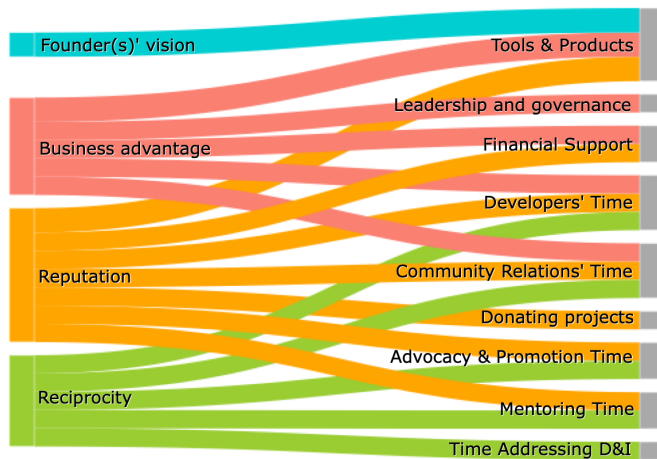 Founder(s)' vision
Business advantage
Reputation
Reciprocity
Tools & Products
Leadership and governance
Financial Support
Developers' Time
Community Relations' Time
Donating projects
Advocacy & Promotion Time
Mentoring Time
Time Addressing D&I